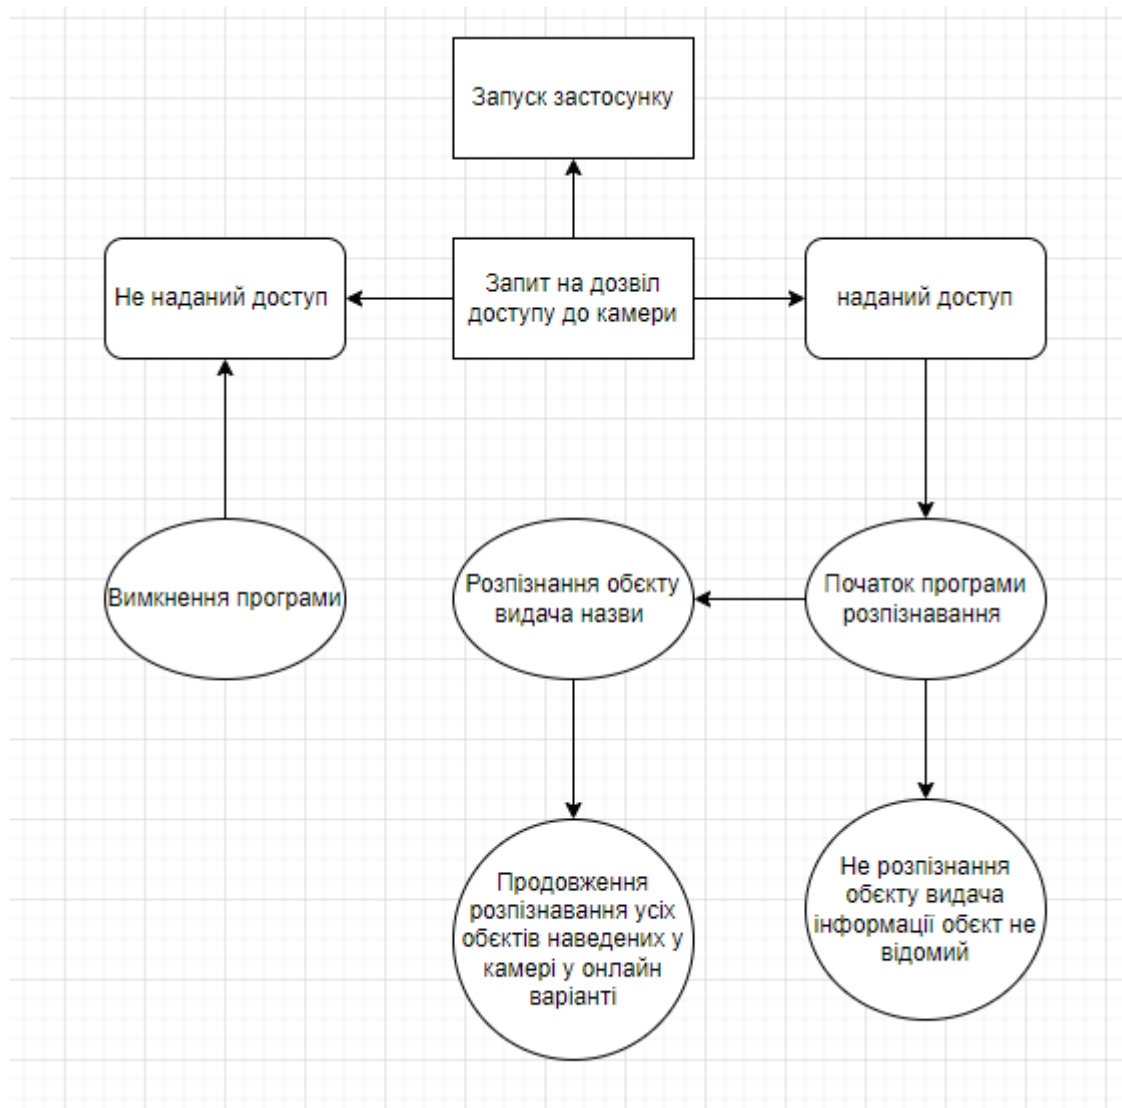 Запуск застосунку
Не наданий доступ
Запит на дозвіл
доступу до камери
наданий доступ
Вимкнення програми
Розпізнання обєкту
видача назви
Початок програми
розпізнавання
Продовження
розпізнавання усіх
обєктів наведених у
камері у онлайн
варіанті
Не розпізнання
обєкту видача
інформації обєкт не
відомий